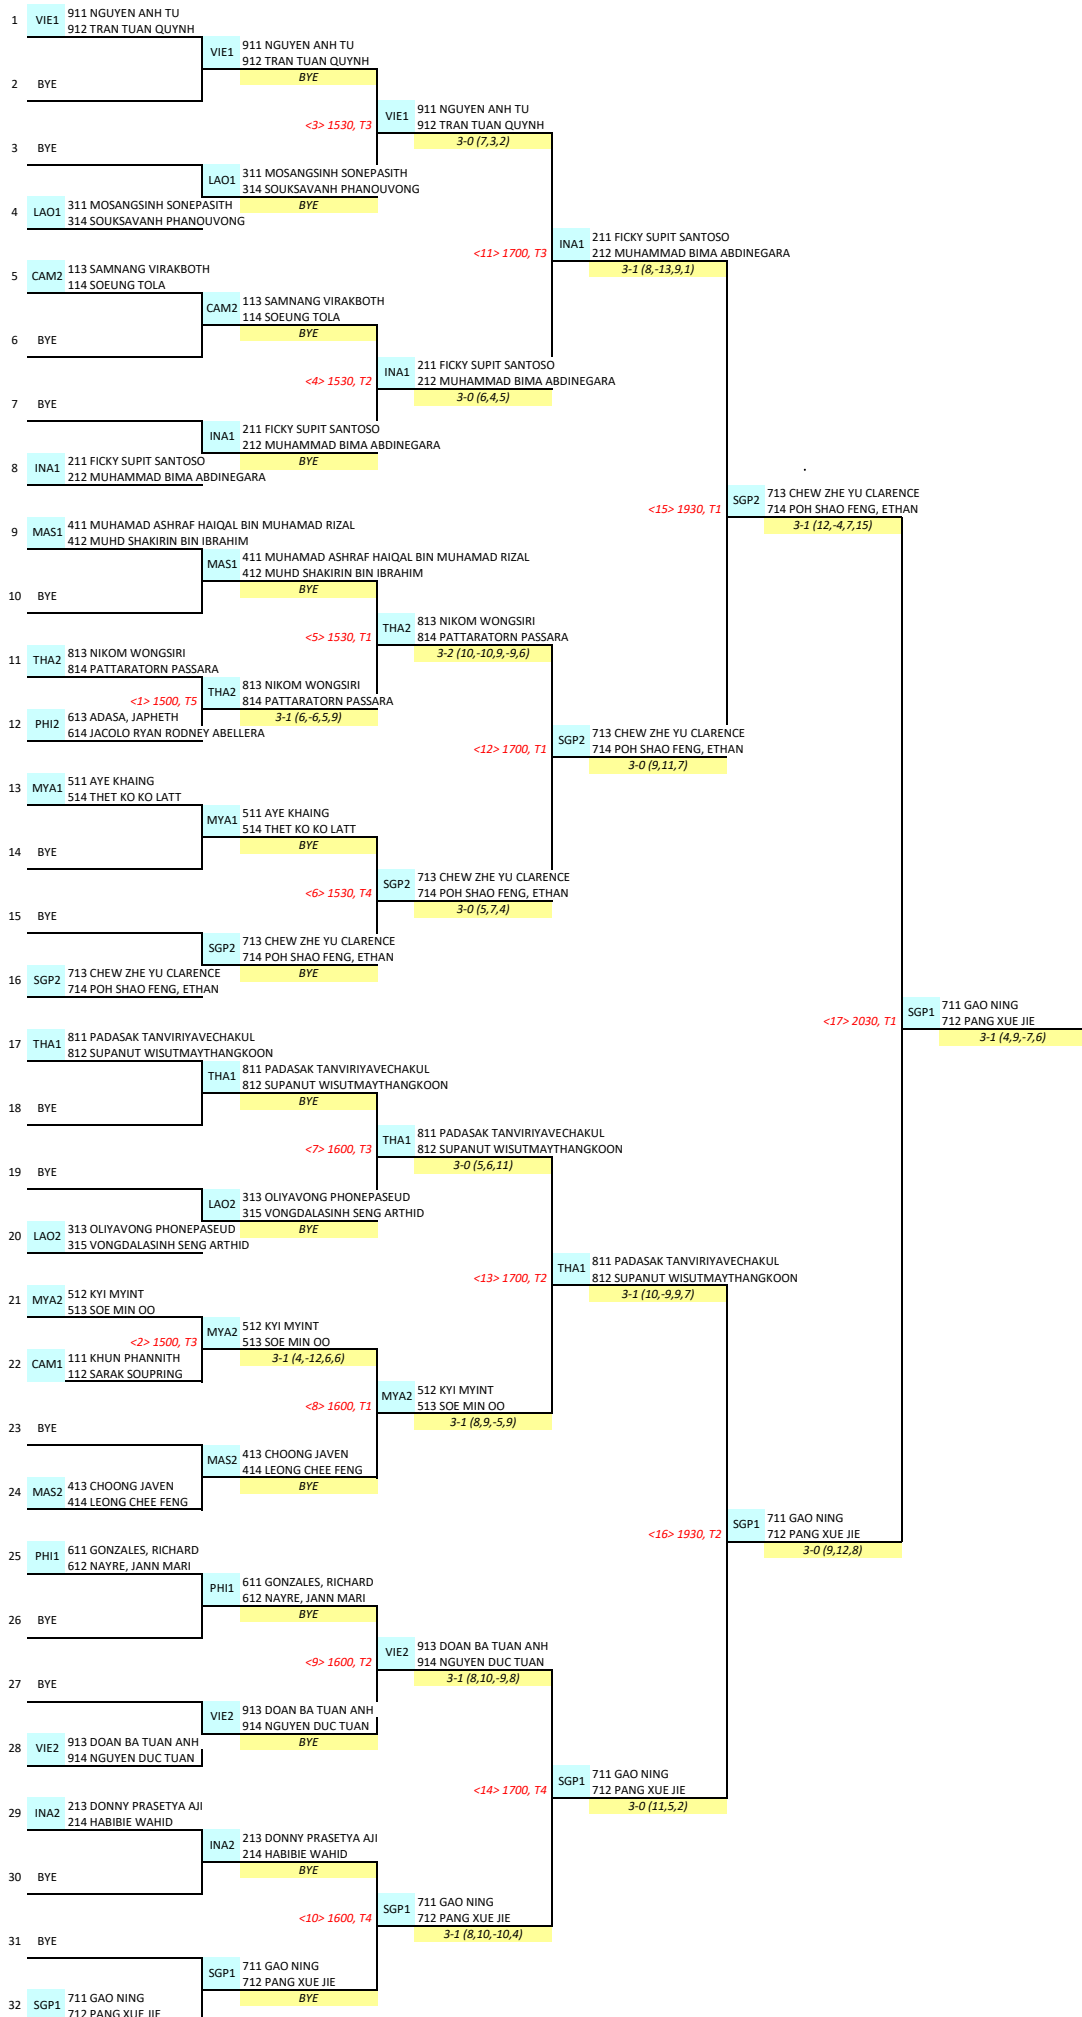 1 VIE1 911 NGUYEN ANH TU
912 TRAN TUAN QUYNH
VIE1 911 NGUYEN ANH TU
912 TRAN TUAN QUYNH
2 BYE
BYE
<3> 1530, T3 VIE1 911 NGUYEN ANH TU
912 TRAN TUAN QUYNH
3-0 (7,3,2)
3 BYE
LAO1 311 MOSANGSINH SONEPASITH
314 SOUKSAVANH PHANOUVONG
BYE
4 LAO1 311 MOSANGSINH SONEPASITH
314 SOUKSAVANH PHANOUVONG
<11> 1700, T3 INA1 211 FICKY SUPIT SANTOSO
212 MUHAMMAD BIMA ABDINEGARA
3-1 (8,-13,9,1)
5 CAM2 113 SAMNANG VIRAKBOTH
114 SOEUNG TOLA
CAM2 113 SAMNANG VIRAKBOTH
114 SOEUNG TOLA
BYE
6 BYE
<4> 1530, T2 INA1 211 FICKY SUPIT SANTOSO
212 MUHAMMAD BIMA ABDINEGARA
3-0 (6,4,5)
7 BYE
INA1 211 FICKY SUPIT SANTOSO
212 MUHAMMAD BIMA ABDINEGARA
BYE
8 INA1 211 FICKY SUPIT SANTOSO
212 MUHAMMAD BIMA ABDINEGARA
.
<15> 1930, T1 SGP2 713 CHEW ZHE YU CLARENCE
714 POH SHAO FENG, ETHAN
3-1 (12,-4,7,15)
9 MAS1 411 MUHAMAD ASHRAF HAIQAL BIN MUHAMAD RIZAL
412 MUHD SHAKIRIN BIN IBRAHIM
MAS1 411 MUHAMAD ASHRAF HAIQAL BIN MUHAMAD RIZAL
412 MUHD SHAKIRIN BIN IBRAHIM
BYE
10 BYE
<5> 1530, T1 THA2 813 NIKOM WONGSIRI
814 PATTARATORN PASSARA
3-2 (10,-10,9,-9,6)
11 THA2 813 NIKOM WONGSIRI
814 PATTARATORN PASSARA
<1> 1500, T5 THA2 813 NIKOM WONGSIRI
814 PATTARATORN PASSARA
3-1 (6,-6,5,9)
12 PHI2 613 ADASA, JAPHETH
614 JACOLO RYAN RODNEY ABELLERA
<12> 1700, T1 SGP2 713 CHEW ZHE YU CLARENCE
714 POH SHAO FENG, ETHAN
3-0 (9,11,7)
13 MYA1 511 AYE KHAING
514 THET KO KO LATT
MYA1 511 AYE KHAING
514 THET KO KO LATT
BYE
14 BYE
<6> 1530, T4 SGP2 713 CHEW ZHE YU CLARENCE
714 POH SHAO FENG, ETHAN
3-0 (5,7,4)
15 BYE
SGP2 713 CHEW ZHE YU CLARENCE
714 POH SHAO FENG, ETHAN
BYE
16 SGP2 713 CHEW ZHE YU CLARENCE
714 POH SHAO FENG, ETHAN
<17> 2030, T1 SGP1 711 GAO NING
712 PANG XUE JIE
3-1 (4,9,-7,6)
17 THA1 811 PADASAK TANVIRIYAVECHAKUL
812 SUPANUT WISUTMAYTHANGKOON
THA1 811 PADASAK TANVIRIYAVECHAKUL
812 SUPANUT WISUTMAYTHANGKOON
BYE
18 BYE
<7> 1600, T3 THA1 811 PADASAK TANVIRIYAVECHAKUL
812 SUPANUT WISUTMAYTHANGKOON
3-0 (5,6,11)
19 BYE
LAO2 313 OLIYAVONG PHONEPASEUD
315 VONGDALASINH SENG ARTHID
BYE
20 LAO2 313 OLIYAVONG PHONEPASEUD
315 VONGDALASINH SENG ARTHID
<13> 1700, T2 THA1 811 PADASAK TANVIRIYAVECHAKUL
812 SUPANUT WISUTMAYTHANGKOON
3-1 (10,-9,9,7)
21 MYA2 512 KYI MYINT
513 SOE MIN OO
<2> 1500, T3 MYA2 512 KYI MYINT
513 SOE MIN OO
3-1 (4,-12,6,6)
22 CAM1 111 KHUN PHANNITH
112 SARAK SOUPRING
<8> 1600, T1 MYA2 512 KYI MYINT
513 SOE MIN OO
3-1 (8,9,-5,9)
23 BYE
MAS2 413 CHOONG JAVEN
414 LEONG CHEE FENG
BYE
24 MAS2 413 CHOONG JAVEN
414 LEONG CHEE FENG
<16> 1930, T2 SGP1 711 GAO NING
712 PANG XUE JIE
3-0 (9,12,8)
25 PHI1 611 GONZALES, RICHARD
612 NAYRE, JANN MARI
PHI1 611 GONZALES, RICHARD
612 NAYRE, JANN MARI
BYE
26 BYE
<9> 1600, T2 VIE2 913 DOAN BA TUAN ANH
914 NGUYEN DUC TUAN
3-1 (8,10,-9,8)
27 BYE
VIE2 913 DOAN BA TUAN ANH
914 NGUYEN DUC TUAN
BYE
28 VIE2 913 DOAN BA TUAN ANH
914 NGUYEN DUC TUAN
<14> 1700, T4 SGP1 711 GAO NING
712 PANG XUE JIE
3-0 (11,5,2)
29 INA2 213 DONNY PRASETYA AJI
214 HABIBIE WAHID
INA2 213 DONNY PRASETYA AJI
214 HABIBIE WAHID
BYE
30 BYE
<10> 1600, T4 SGP1 711 GAO NING
712 PANG XUE JIE
3-1 (8,10,-10,4)
31 BYE
SGP1 711 GAO NING
712 PANG XUE JIE
BYE
32 SGP1 711 GAO NING
712 PANG XUE JIE